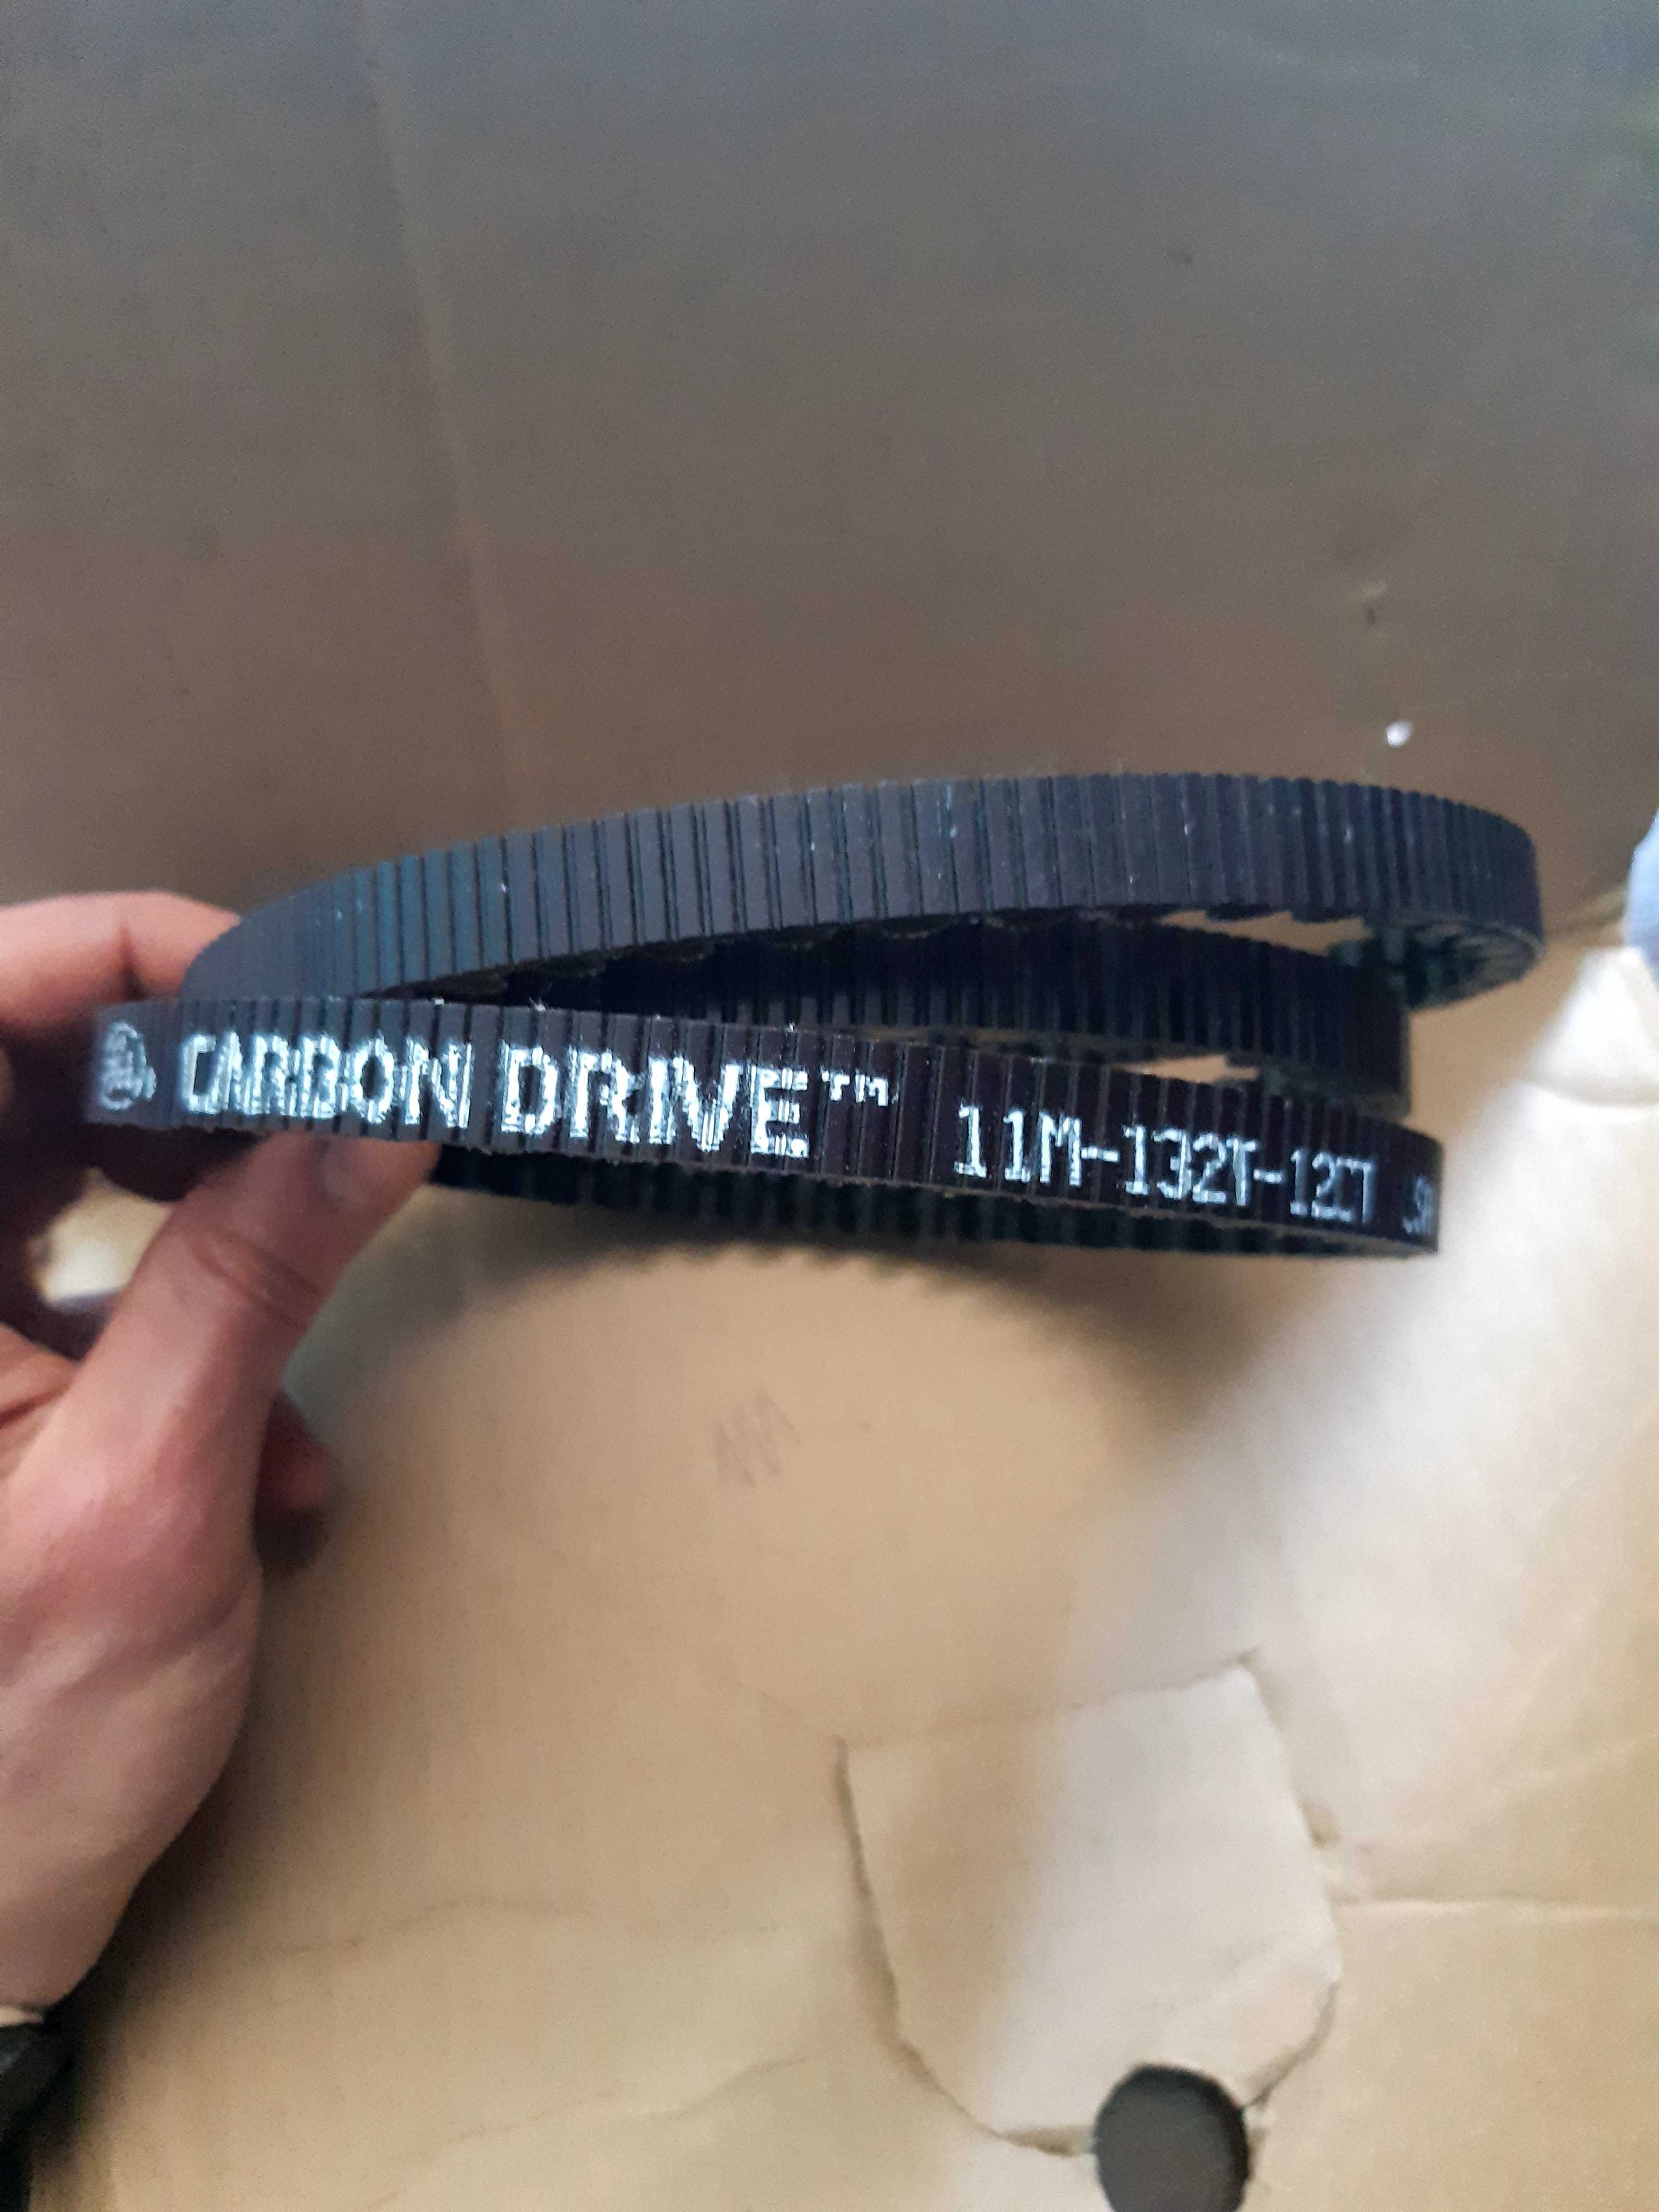 CARBON DRIVE™ 11M-132T-12CT